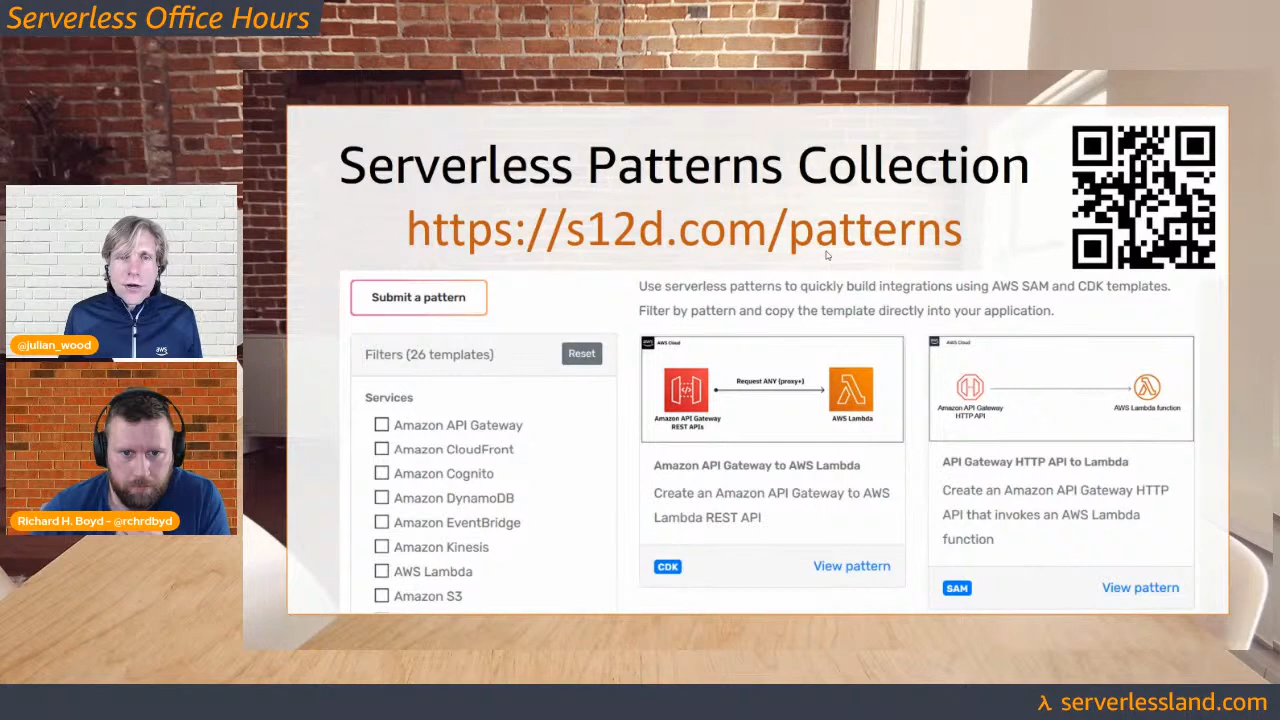 Serverless Office Hours
Serverless Patterns Collection
https://s12d.com/patterns
Submit a pattern
Use serverless patterns to quickly build integrations using AWS SAM and CDK templates.
Filter by pattern and copy the template directly into your application.
Filters (26 templates)
Reset
Services
Amazon API Gateway
Amazon CloudFront
Amazon Cognito
Amazon DynamoDB
Amazon EventBridge
Amazon Kinesis
AWS Lambda
Amazon S3
AWS Cloud
Request ANY (proxy+)
Amazon API Gateway
REST APIs
AWS Lambda
Amazon API Gateway to AWS Lambda
Create an Amazon API Gateway to AWS
Lambda REST API
CDK
View pattern
AWS Cloud
Amazon API Gateway
HTTP API
AWS Lambda function
API Gateway HTTP API to Lambda
Create an Amazon API Gateway HTTP
API that invokes an AWS Lambda
function
SAM
View pattern
aws
@julian_wood
Richard H. Boyd - @rchrdbyd
λ serverlessland.com